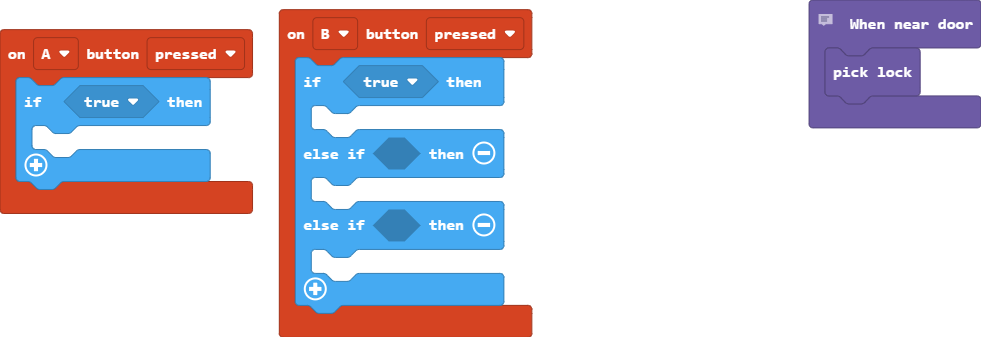 on A button pressed
if true then
on B button pressed
if true then
else if then
else if then
When near door
pick lock